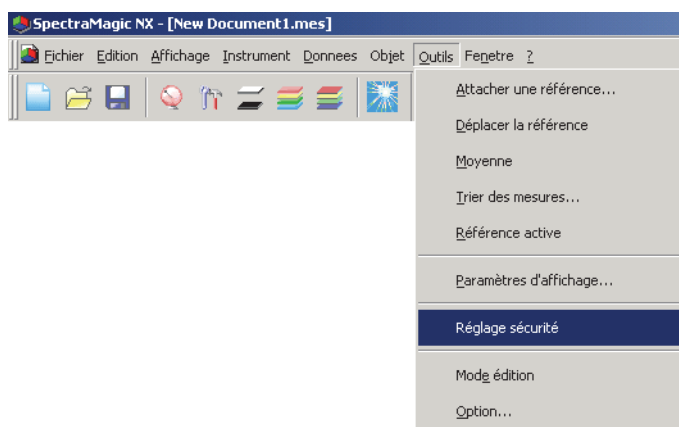 SpectraMagic NX - [New Document1.mes]
Fichier Edition Affichage Instrument Donnees Objet Outils Fenetre ?
Attacher une référence...
Déplacer la référence
Moyenne
Trier des mesures...
Référence active
Paramètres d'affichage...
Réglage sécurité
Mode édition
Option...